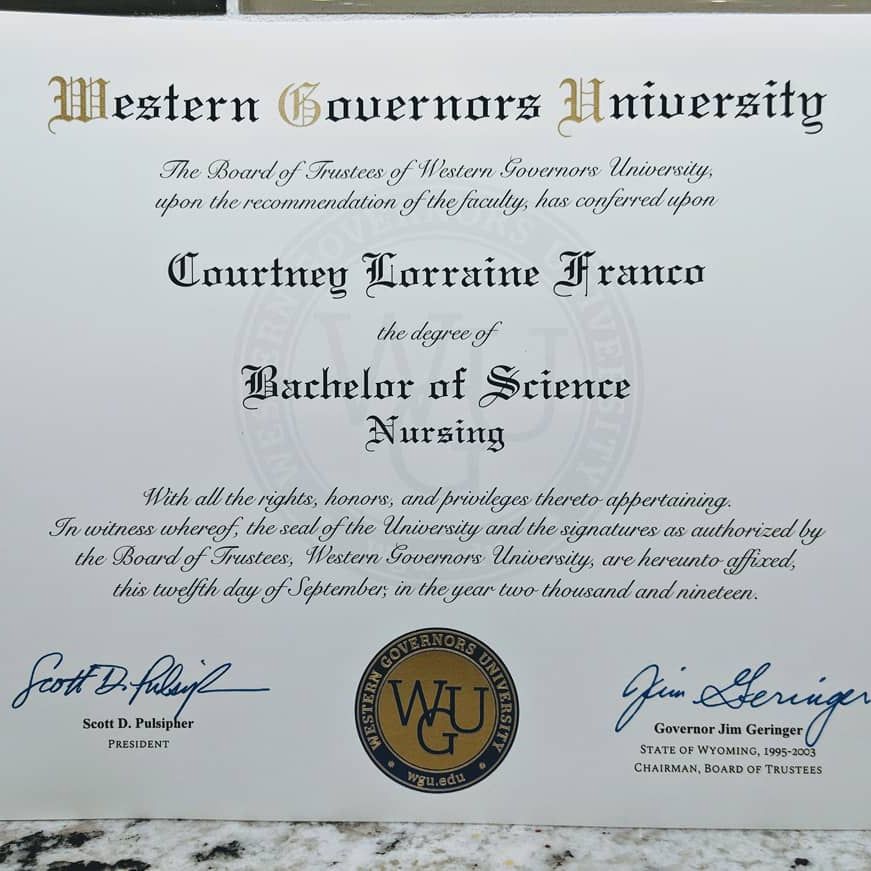 Western Governors University
The Board of Trustees of Western Governors University,
upon the recommendation of the faculty, has conferred upon
Courtney Lorraine Franco
the degree of
Bachelor of Science
Nursing
With all the rights, honors, and privileges thereto appertaining.
In witness whereof, the seal of the University and the signatures as authorized by
the Board of Trustees, Western Governors University, are hereunto affixed,
this twelfth day of September, in the year two thousand and nineteen.
Scott D. Pulsiph
Scott D. Pulsipher
PRESIDENT
WESTERN GOVERNORS UNIVERSITY
WGU
wgu.edu
Jim Geringer
Governor Jim Geringer
STATE OF WYOMING, 1995-2003
CHAIRMAN, BOARD OF TRUSTEES
WESTERN GOVERNORS UNIVERSITY
WGU